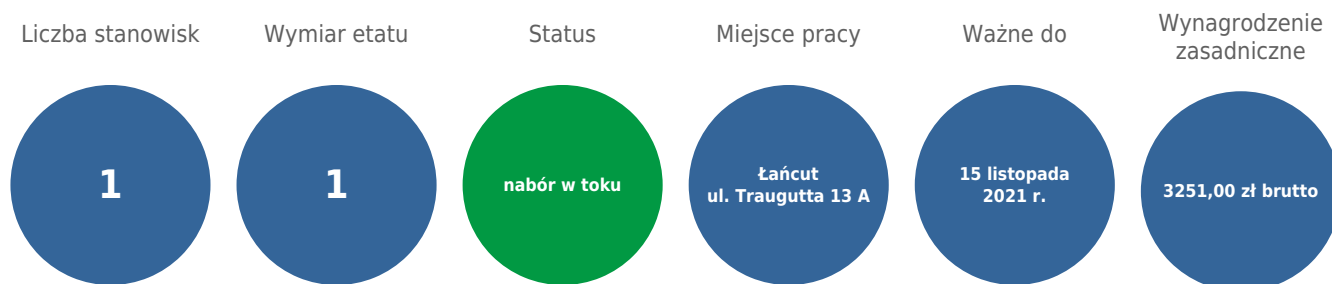 Liczba stanowisk
1
Wymiar etatu
1
Status
nabór w toku
Miejsce pracy
Łańcut
ul. Traugutta 13 A
Ważne do
15 listopada
2021 r.
Wynagrodzenie
zasadnicze
3251,00 zł brutto